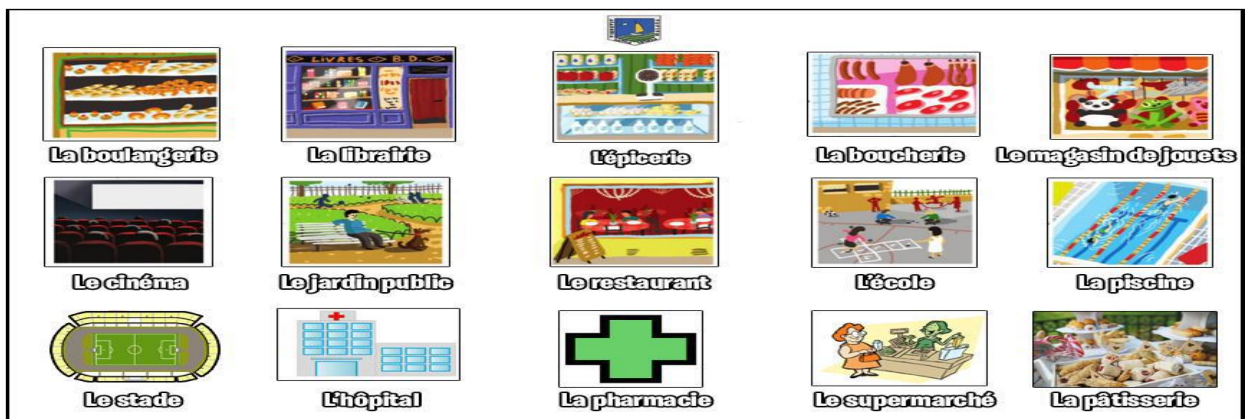 LIVRES B.D.
La boulangerie
La librairie
L'épicerie
La boucherie
Le magasin de jouets
Le cinéma
Le jardin public
Le restaurant
L'école
La piscine
Le stade
L'hôpital
La pharmacie
Le supermarché
La pâtisserie